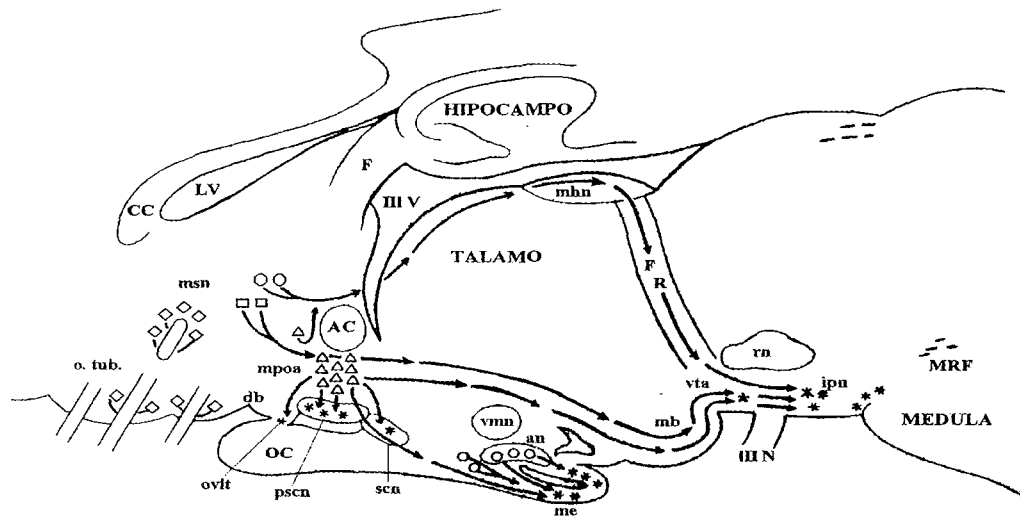 HIPOCAMPO
F
LV
CC
III V
mhn
TALAMO
F
R
msn
AC
rn
o. tub.
mpoa
db
vta
ipn
MRF
vmn
mb
an
MEDULA
OC
III N
ovlt
pscn
scn
me